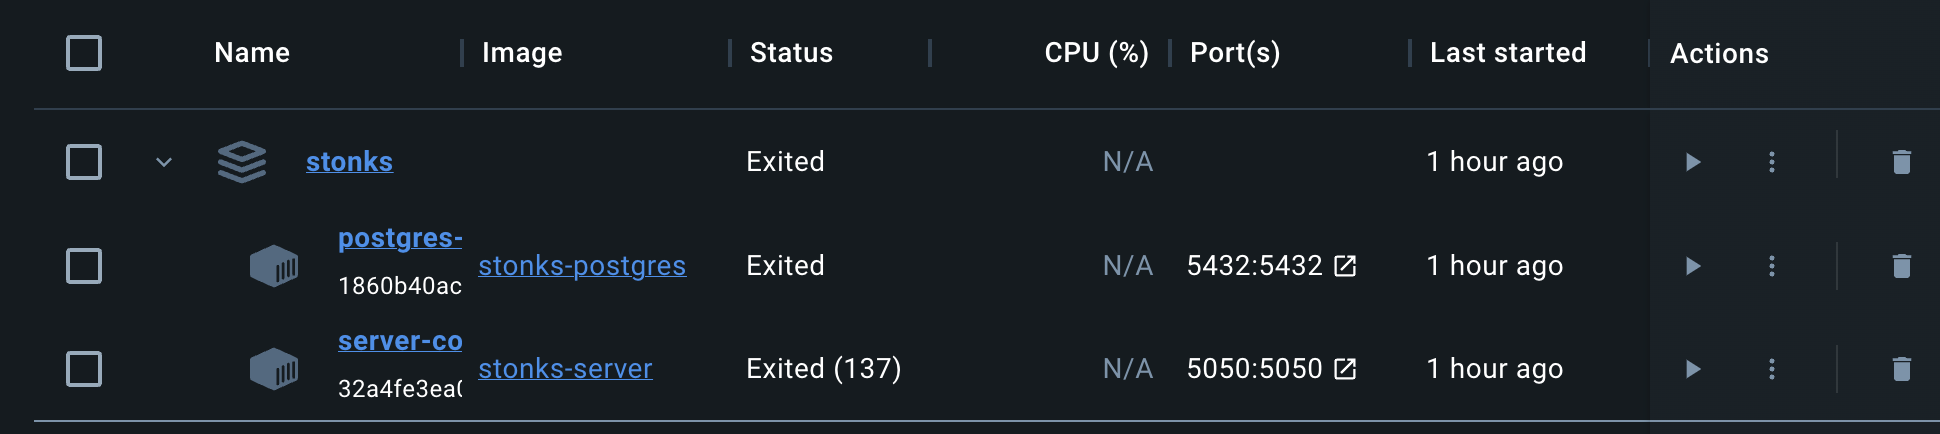 Name Image Status CPU (%) Port(s) Last started Actions
stonks Exited N/A 1 hour ago
postgres-
1860b40ac
stonks-postgres Exited N/A 5432:5432 1 hour ago
server-co
32a4fe3ea
stonks-server Exited (137) N/A 5050:5050 1 hour ago